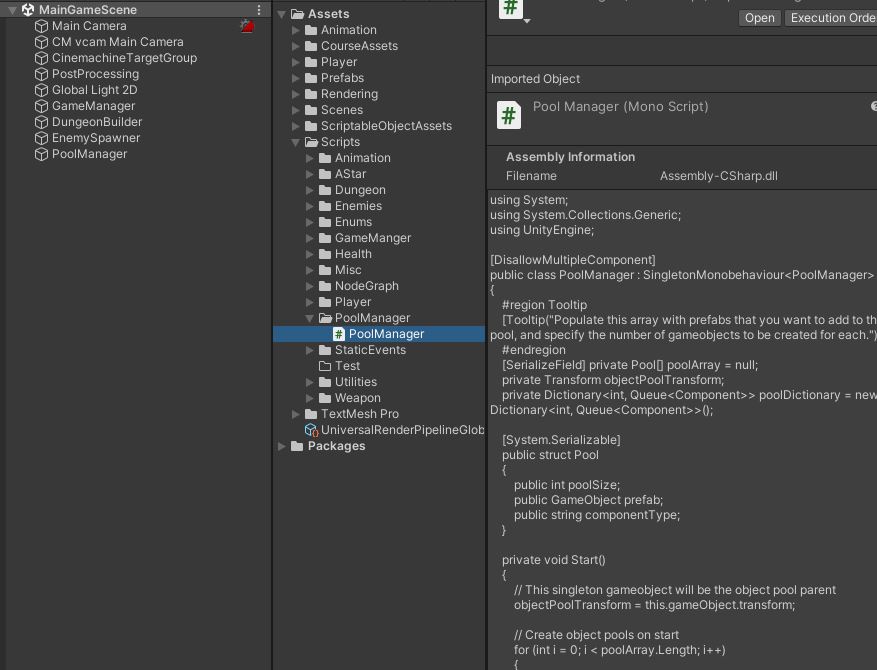 MainGameScene
Main Camera
CM vcam Main Camera
CinemachineTargetGroup
PostProcessing
Global Light 2D
GameManager
DungeonBuilder
EnemySpawner
PoolManager
Assets
Animation
CourseAssets
Player
Prefabs
Rendering
Scenes
ScriptableObjectAssets
Scripts
Animation
AStar
Dungeon
Enemies
Enums
GameManger
Health
Misc
NodeGraph
Player
PoolManager
# PoolManager
StaticEvents
Test
Utilities
Weapon
TextMesh Pro
UniversalRenderPipelineGlob
Packages
#
Open
Execution Orde
Imported Object
# Pool Manager (Mono Script)
Assembly Information
Filename Assembly-CSharp.dll
using System;
using System.Collections.Generic;
using UnityEngine;
[DisallowMultipleComponent]
public class PoolManager : SingletonMonobehaviour<PoolManager>
{
#region Tooltip
[Tooltip("Populate this array with prefabs that you want to add to th
pool, and specify the number of gameobjects to be created for each.")
#endregion
[SerializeField] private Pool[] poolArray = null;
private Transform objectPoolTransform;
private Dictionary<int, Queue<Component>> poolDictionary = new
Dictionary<int, Queue<Component>>();
[System.Serializable]
public struct Pool
{
public int poolSize;
public GameObject prefab;
public string componentType;
}
private void Start()
{
// This singleton gameobject will be the object pool parent
objectPoolTransform = this.gameObject.transform;
// Create object pools on start
for (int i = 0; i < poolArray.Length; i++)
{